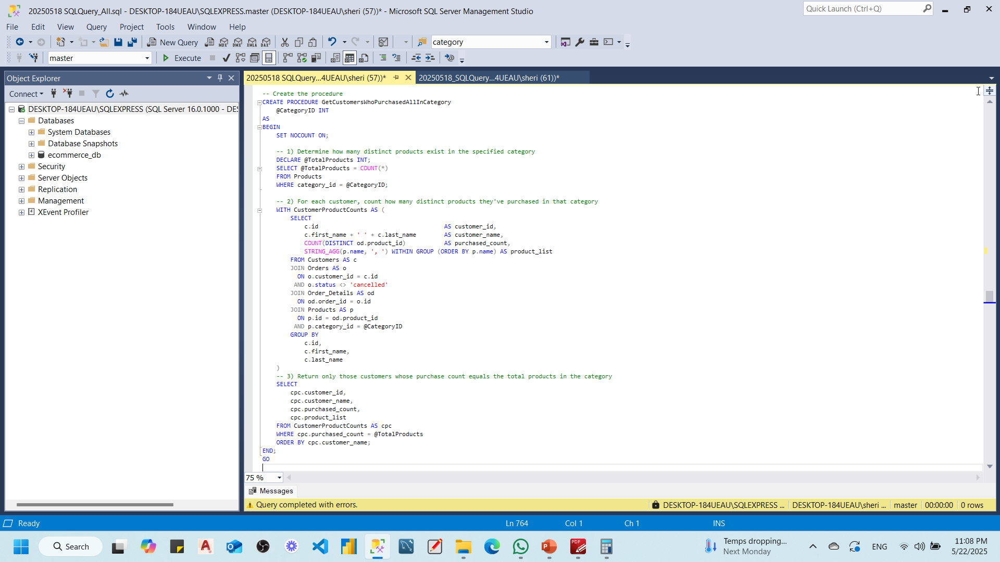 20250518 SQLQuery_All.sql - DESKTOP-184UEAU\SQLEXPRESS.master (DESKTOP-184UEAU\sheri (57))* - Microsoft SQL Server Management Studio
Quick Launch (Ctrl+Q)
File Edit View Query Project Tools Window Help
New Query
MDX DMX XMLA DAX
category
master
Execute
Object Explorer
20250518 SQLQuery...4UEAU\sheri (57))*
20250518_SQLQuery...4UEAU\sheri (61))*
Connect
DESKTOP-184UEAU\SQLEXPRESS (SQL Server 16.0.1000 - DES
Databases
System Databases
Database Snapshots
ecommerce_db
Security
Server Objects
Replication
Management
XEvent Profiler
-- Create the procedure
CREATE PROCEDURE GetCustomersWhoPurchasedAllInCategory
@CategoryID INT
AS
BEGIN
SET NOCOUNT ON;
-- 1) Determine how many distinct products exist in the specified category
DECLARE @TotalProducts INT;
SELECT @TotalProducts = COUNT(*)
FROM Products
WHERE category_id = @CategoryID;
-- 2) For each customer, count how many distinct products they've purchased in that category
WITH CustomerProductCounts AS (
SELECT
c.id AS customer_id,
c.first_name + ' ' + c.last_name AS customer_name,
COUNT(DISTINCT od.product_id) AS purchased_count,
STRING_AGG(p.name, ', ') WITHIN GROUP (ORDER BY p.name) AS product_list
FROM Customers AS c
JOIN Orders AS o
ON o.customer_id = c.id
AND o.status <> 'cancelled'
JOIN Order_Details AS od
ON od.order_id = o.id
JOIN Products AS p
ON p.id = od.product_id
AND p.category_id = @CategoryID
GROUP BY
c.id,
c.first_name,
c.last_name
)
-- 3) Return only those customers whose purchase count equals the total products in the category
SELECT
cpc.customer_id,
cpc.customer_name,
cpc.purchased_count,
cpc.product_list
FROM CustomerProductCounts AS cpc
WHERE cpc.purchased_count = @TotalProducts
ORDER BY cpc.customer_name;
END;
GO
75 %
Messages
Query completed with errors.
DESKTOP-184UEAU\SQLEXPRESS ...
DESKTOP-184UEAU\sheri ...
master
00:00:00
0 rows
Ready
Ln 764
Col 1
Ch 1
INS
Search
PDF
Temps dropping...
Next Monday
ENG
11:08 PM
5/22/2025